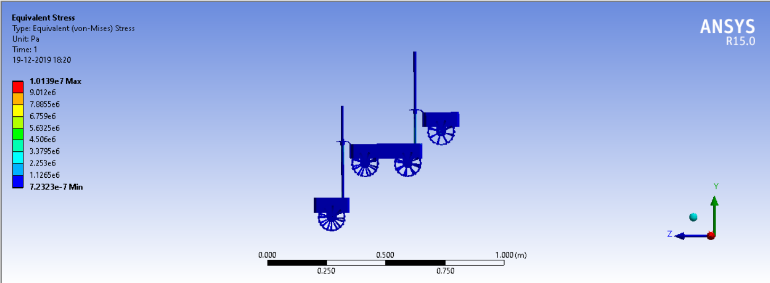 Equivalent Stress
Type: Equivalent (von-Mises) Stress
Unit: Pa
Time: 1
19-12-2019 18:20
ANSYS
R15.0
1.0139e7 Max
9.012e6
7.8855e6
6.759e6
5.6325e6
4.506e6
3.3795e6
2.253e6
1.1265e6
7.2323e-7 Min
Y
Z
0.000 0.500 1.000 (m)
0.250 0.750